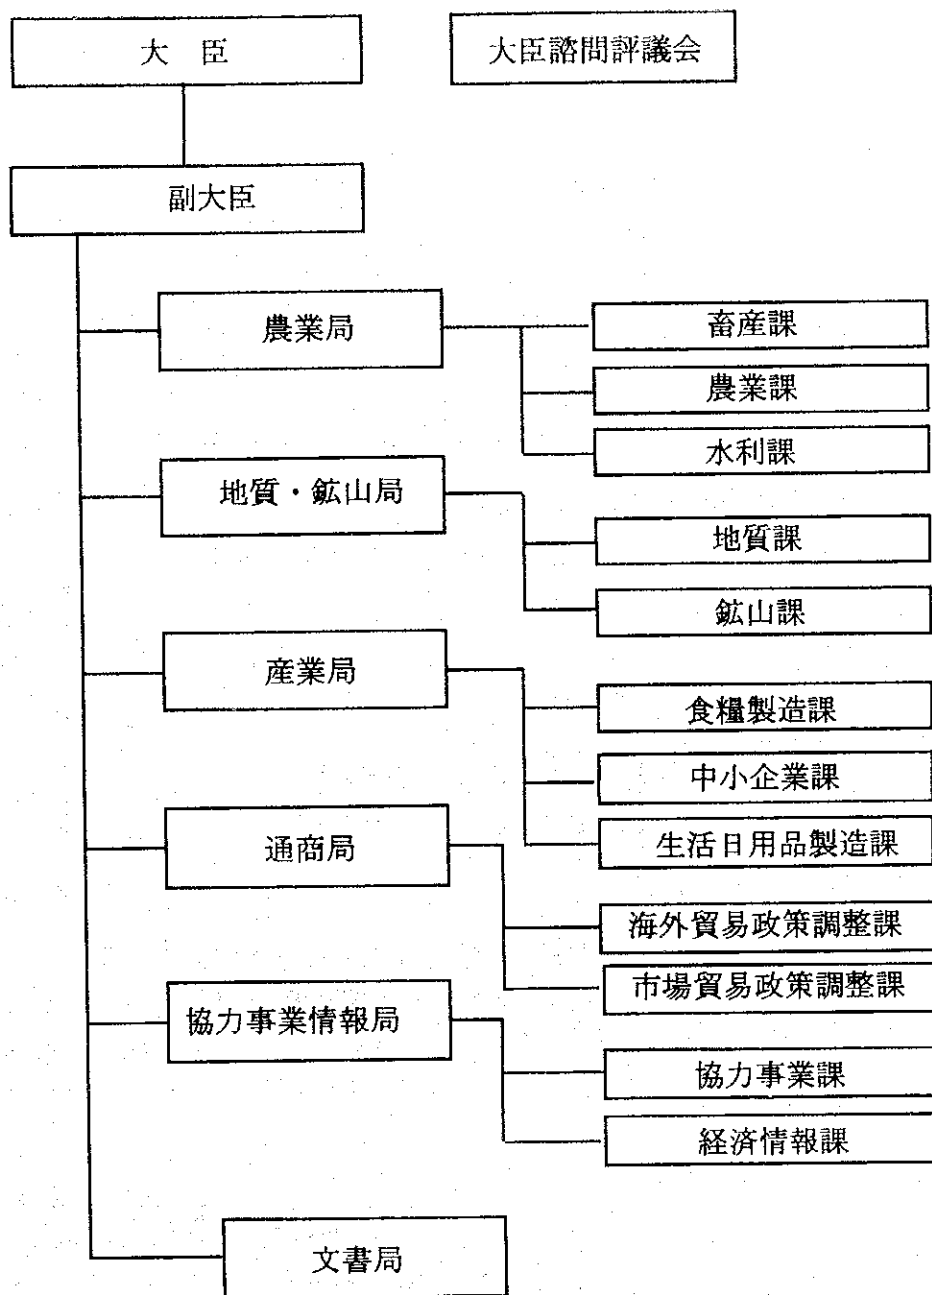 大 臣
大臣諮問評議会
副大臣
農業局
畜産課
農業課
水利課
地質・鉱山局
地質課
鉱山課
産業局
食糧製造課
中小企業課
生活日用品製造課
通商局
海外貿易政策調整課
市場貿易政策調整課
協力事業情報局
協力事業課
経済情報課
文書局